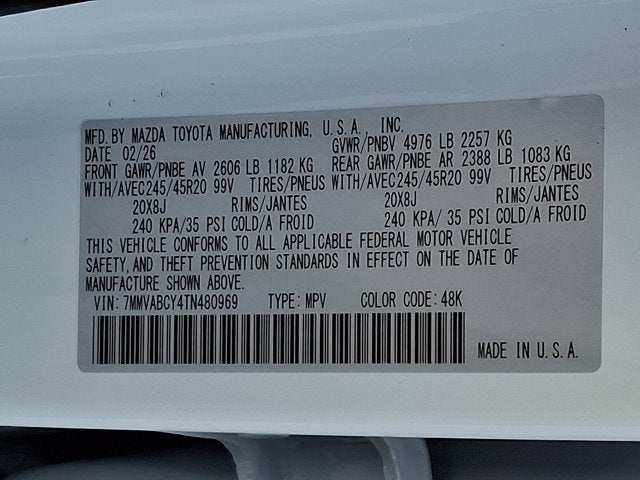 MFD. BY MAZDA TOYOTA MANUFACTURING, U.S.A. INC.
DATE 02/26 GVWR/PNBV 4976 LB 2257 KG
FRONT GAWR/PNBE AV 2606 LB 1182 KG REAR GAWR/PNBE AR 2388 LB 1083 KG
WITH/AVEC 245/45R20 99V TIRES/PNEUS WITH/AVEC 245/45R20 99V TIRES/PNEUS
20X8J RIMS/JANTES 20X8J RIMS/JANTES
240 KPA/35 PSI COLD/A FROID 240 KPA/ 35 PSI COLD/A FROID
THIS VEHICLE CONFORMS TO ALL APPLICABLE FEDERAL MOTOR VEHICLE
SAFETY, AND THEFT PREVENTION STANDARDS IN EFFECT ON THE DATE OF
MANUFACTURE SHOWN ABOVE.
VIN: 7MMVABCY4TN480969 TYPE: MPV COLOR CODE: 48K
MADE IN U.S.A.